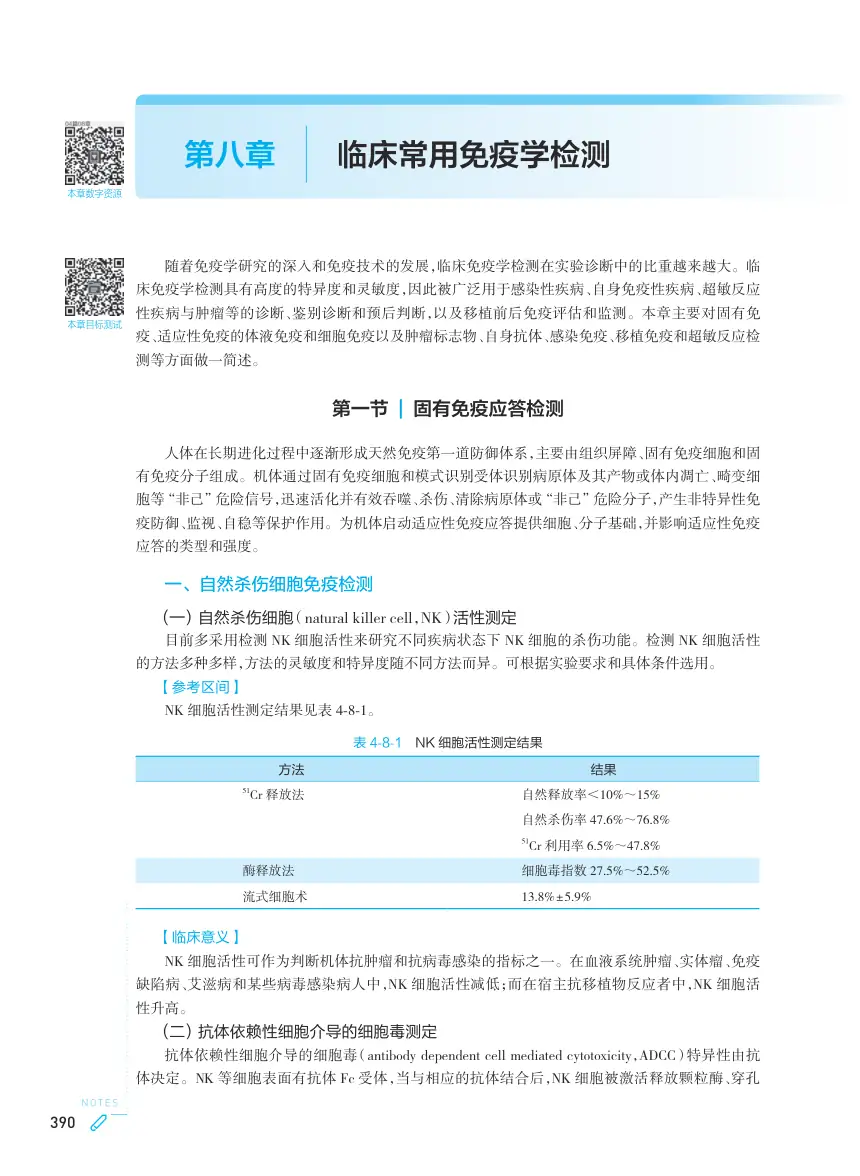 04篇08章
本章数字资源
第八章
临床常用免疫学检测
本章目标测试
随着免疫学研究的深入和免疫技术的发展,临床免疫学检测在实验诊断中的比重越来越大。临
床免疫学检测具有高度的特异度和灵敏度,因此被广泛用于感染性疾病、自身免疫性疾病、超敏反应
性疾病与肿瘤等的诊断、鉴别诊断和预后判断,以及移植前后免疫评估和监测。本章主要对固有免
疫、适应性免疫的体液免疫和细胞免疫以及肿瘤标志物、自身抗体、感染免疫、移植免疫和超敏反应检
测等方面做一简述。
第一节 | 固有免疫应答检测
人体在长期进化过程中逐渐形成天然免疫第一道防御体系,主要由组织屏障、固有免疫细胞和固
有免疫分子组成。机体通过固有免疫细胞和模式识别受体识别病原体及其产物或体内凋亡、畸变细
胞等“非己”危险信号,迅速活化并有效吞噬、杀伤、清除病原体或“非己”危险分子,产生非特异性免
疫防御、监视、自稳等保护作用。为机体启动适应性免疫应答提供细胞、分子基础,并影响适应性免疫
应答的类型和强度。
一、自然杀伤细胞免疫检测
(一)自然杀伤细胞(natural killer cell,NK)活性测定
目前多采用检测 NK 细胞活性来研究不同疾病状态下 NK 细胞的杀伤功能。检测 NK 细胞活性
的方法多种多样,方法的灵敏度和特异度随不同方法而异。可根据实验要求和具体条件选用。
【参考区间】
NK 细胞活性测定结果见表 4-8-1。
表 4-8-1 NK 细胞活性测定结果
方法 结果
⁵¹Cr 释放法 自然释放率<10%~15%
自然杀伤率 47.6%~76.8%
⁵¹Cr 利用率 6.5%~47.8%
酶释放法 细胞毒指数 27.5%~52.5%
流式细胞术 13.8%±5.9%
【临床意义】
NK 细胞活性可作为判断机体抗肿瘤和抗病毒感染的指标之一。在血液系统肿瘤、实体瘤、免疫
缺陷病、艾滋病和某些病毒感染病人中,NK 细胞活性减低;而在宿主抗移植物反应者中,NK 细胞活
性升高。
(二)抗体依赖性细胞介导的细胞毒测定
抗体依赖性细胞介导的细胞毒(antibody dependent cell mediated cytotoxicity,ADCC)特异性由抗
体决定。NK 等细胞表面有抗体 Fc 受体,当与相应的抗体结合后,NK 细胞被激活释放颗粒酶、穿孔
NOTES
390